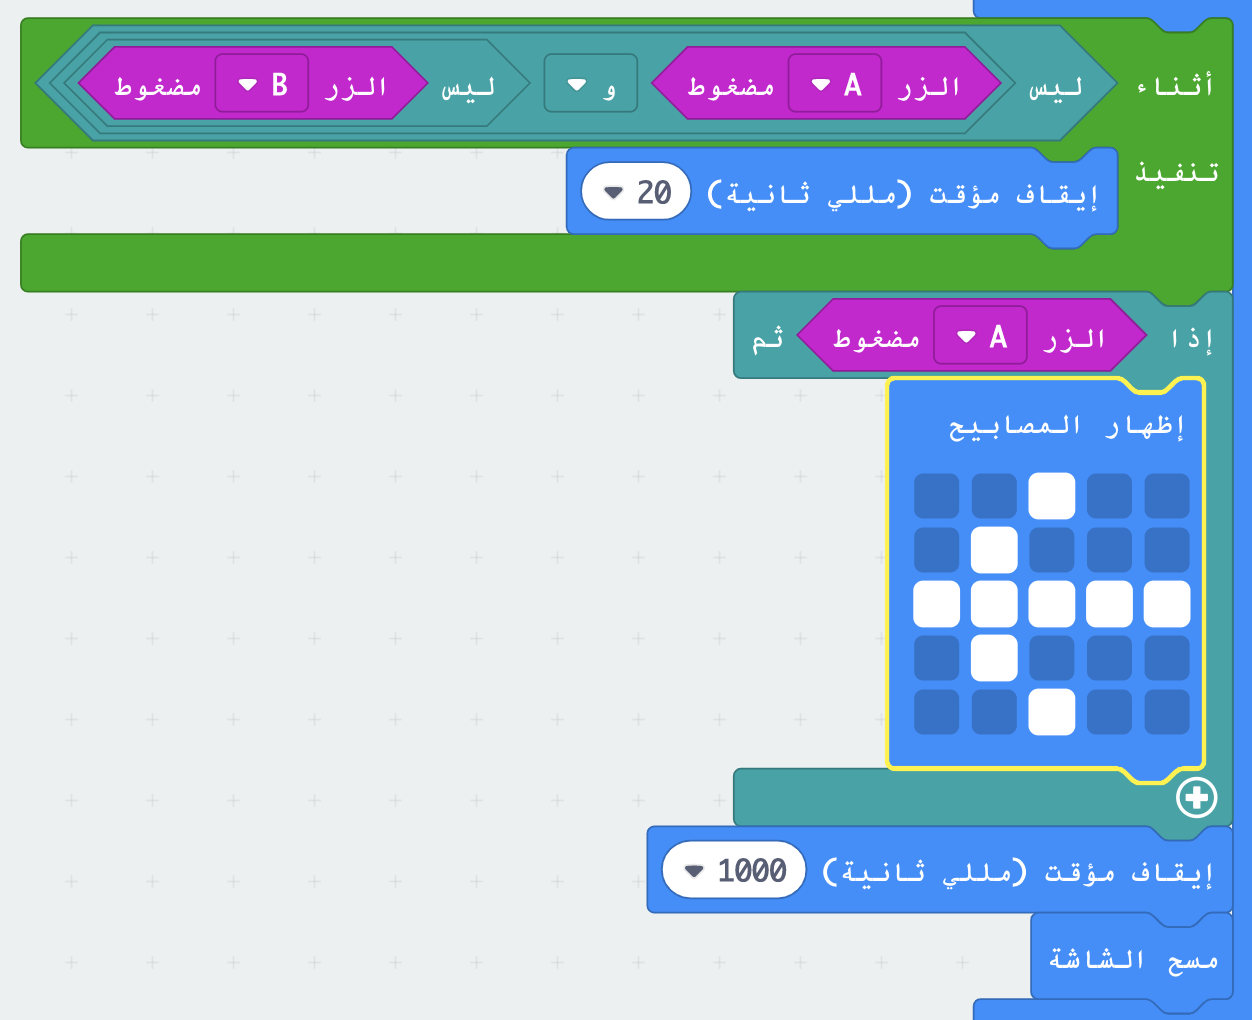 أثناء ليس الزر A مضغوط و ليس الزر B مضغوط
تنفيذ
إيقاف مؤقت (مللي ثانية) 20
إذا الزر A مضغوط ثم
إظهار المصابيح
إيقاف مؤقت (مللي ثانية) 1000
مسح الشاشة